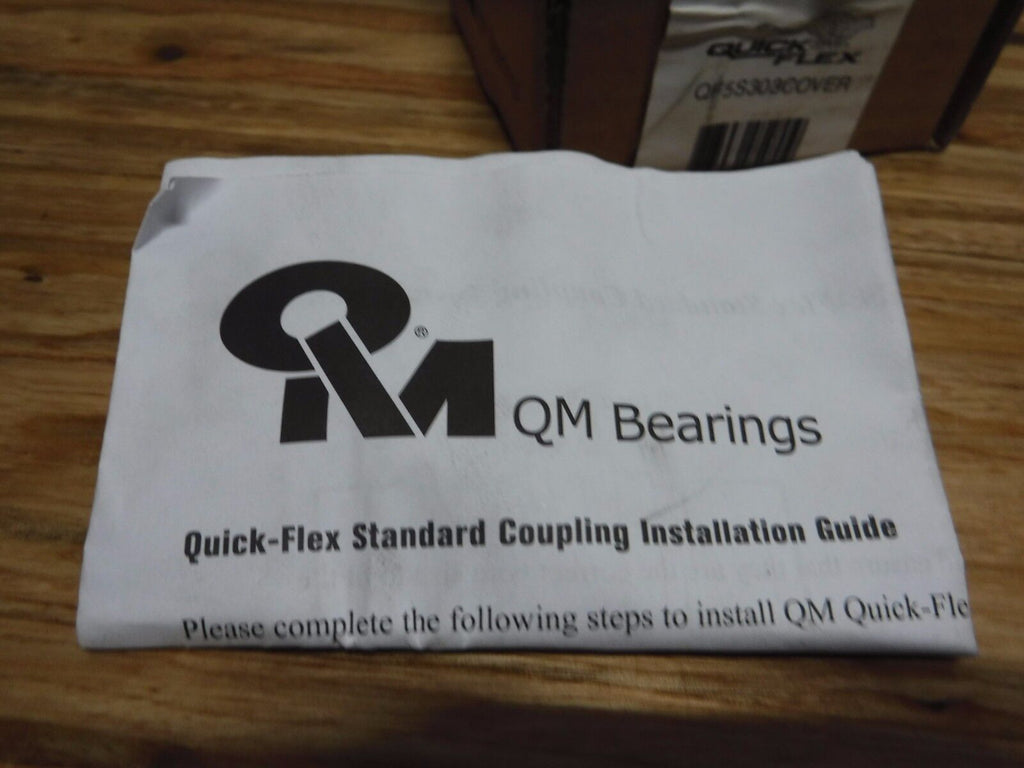 QUICK
FLEX
QM
®
QM Bearings
Quick-Flex Standard Coupling Installation Guide
Please complete the following steps to install QM Quick-Fle